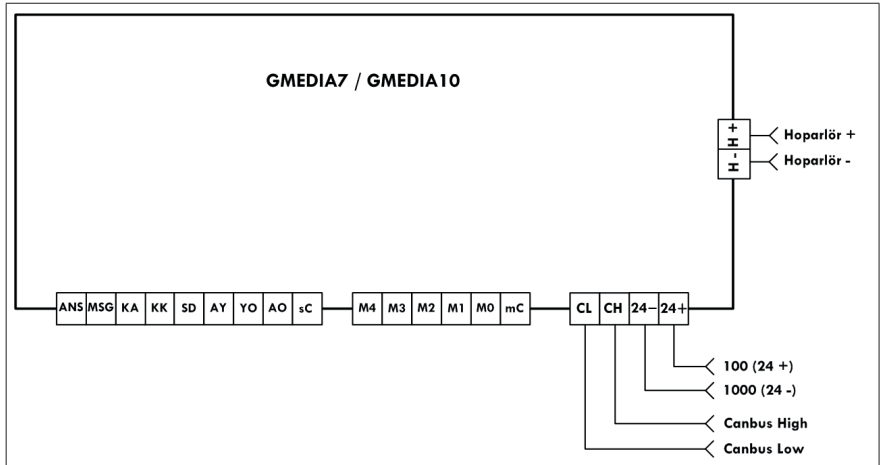 GMEDIA7 / GMEDIA10
H +
Hoparlör +
H -
Hoparlör -
ANS MSG KA KK SD AY YO AO sC
M4 M3 M2 M1 M0 mC
CL CH 24- 24+
100 (24 +)
1000 (24 -)
Canbus High
Canbus Low